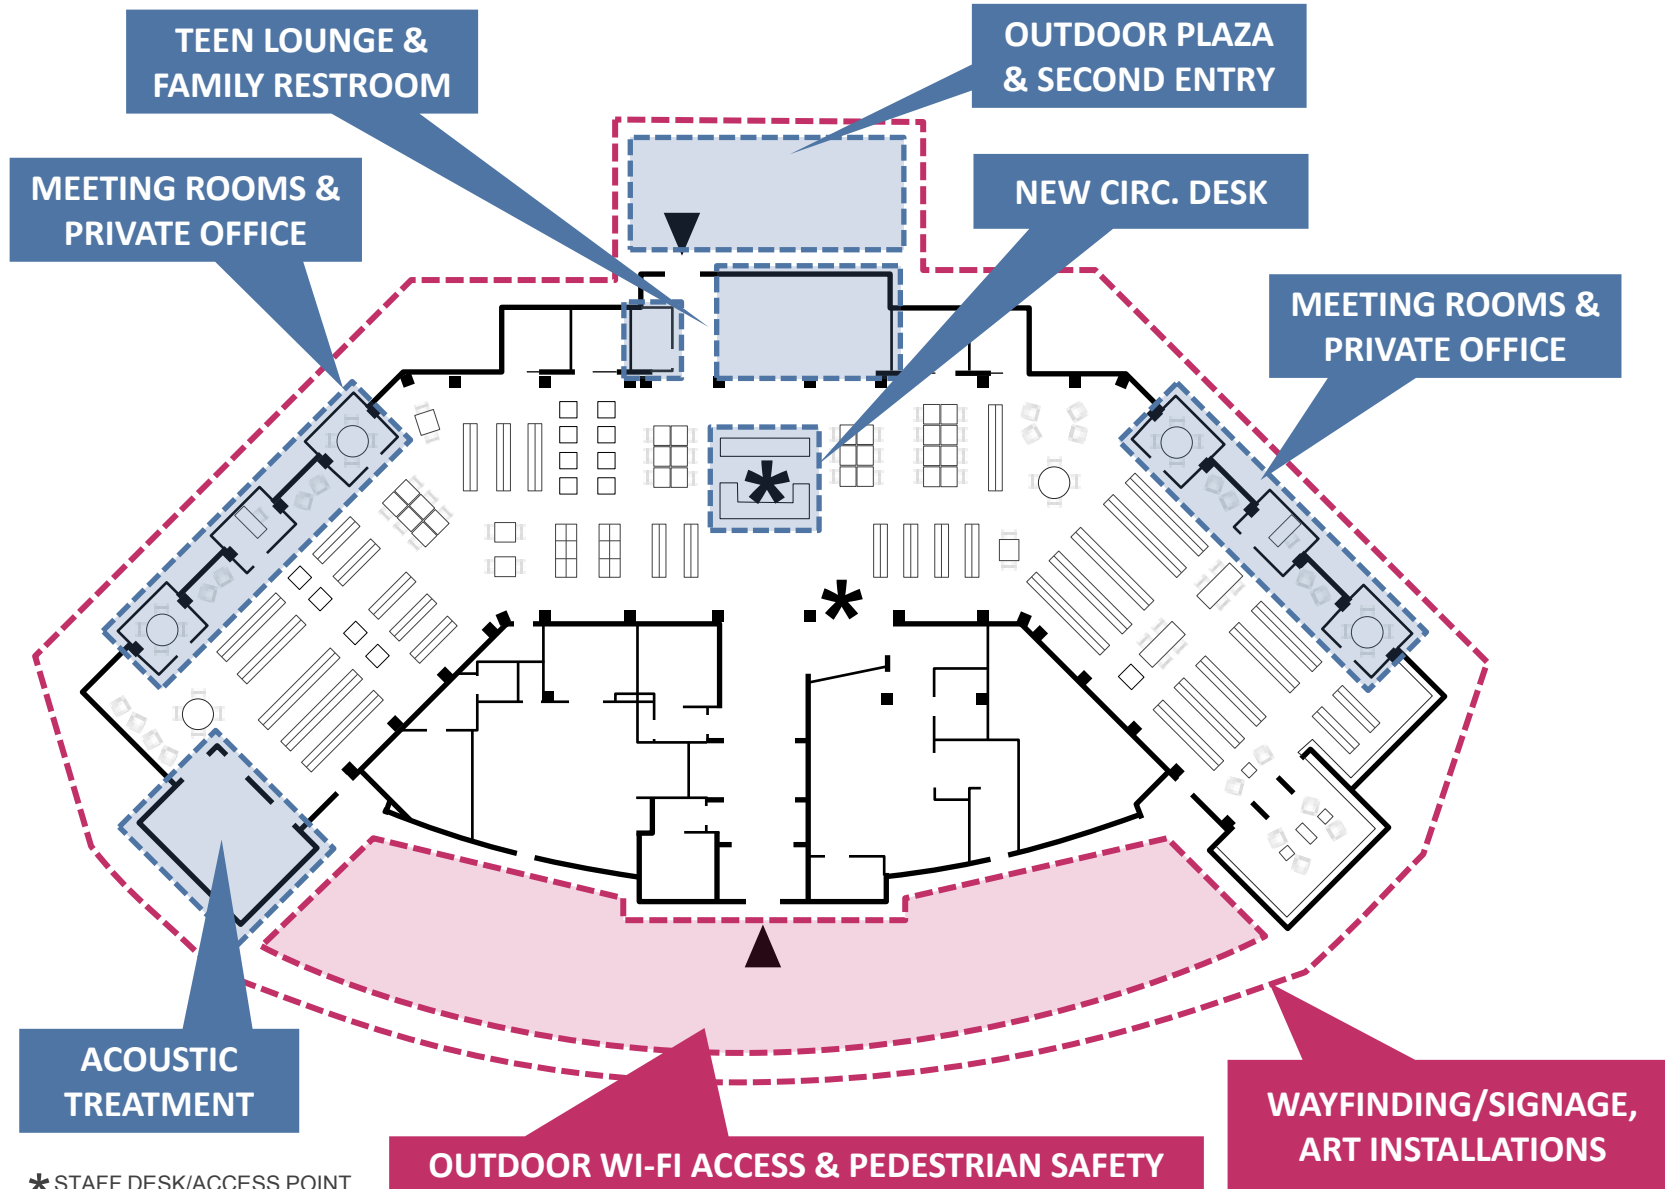 TEEN LOUNGE &
FAMILY RESTROOM
OUTDOOR PLAZA
& SECOND ENTRY
MEETING ROOMS &
PRIVATE OFFICE
NEW CIRC. DESK
MEETING ROOMS &
PRIVATE OFFICE
ACOUSTIC
TREATMENT
WAYFINDING/SIGNAGE,
ART INSTALLATIONS
OUTDOOR WI-FI ACCESS & PEDESTRIAN SAFETY
* STAFF DESK/ACCESS POINT